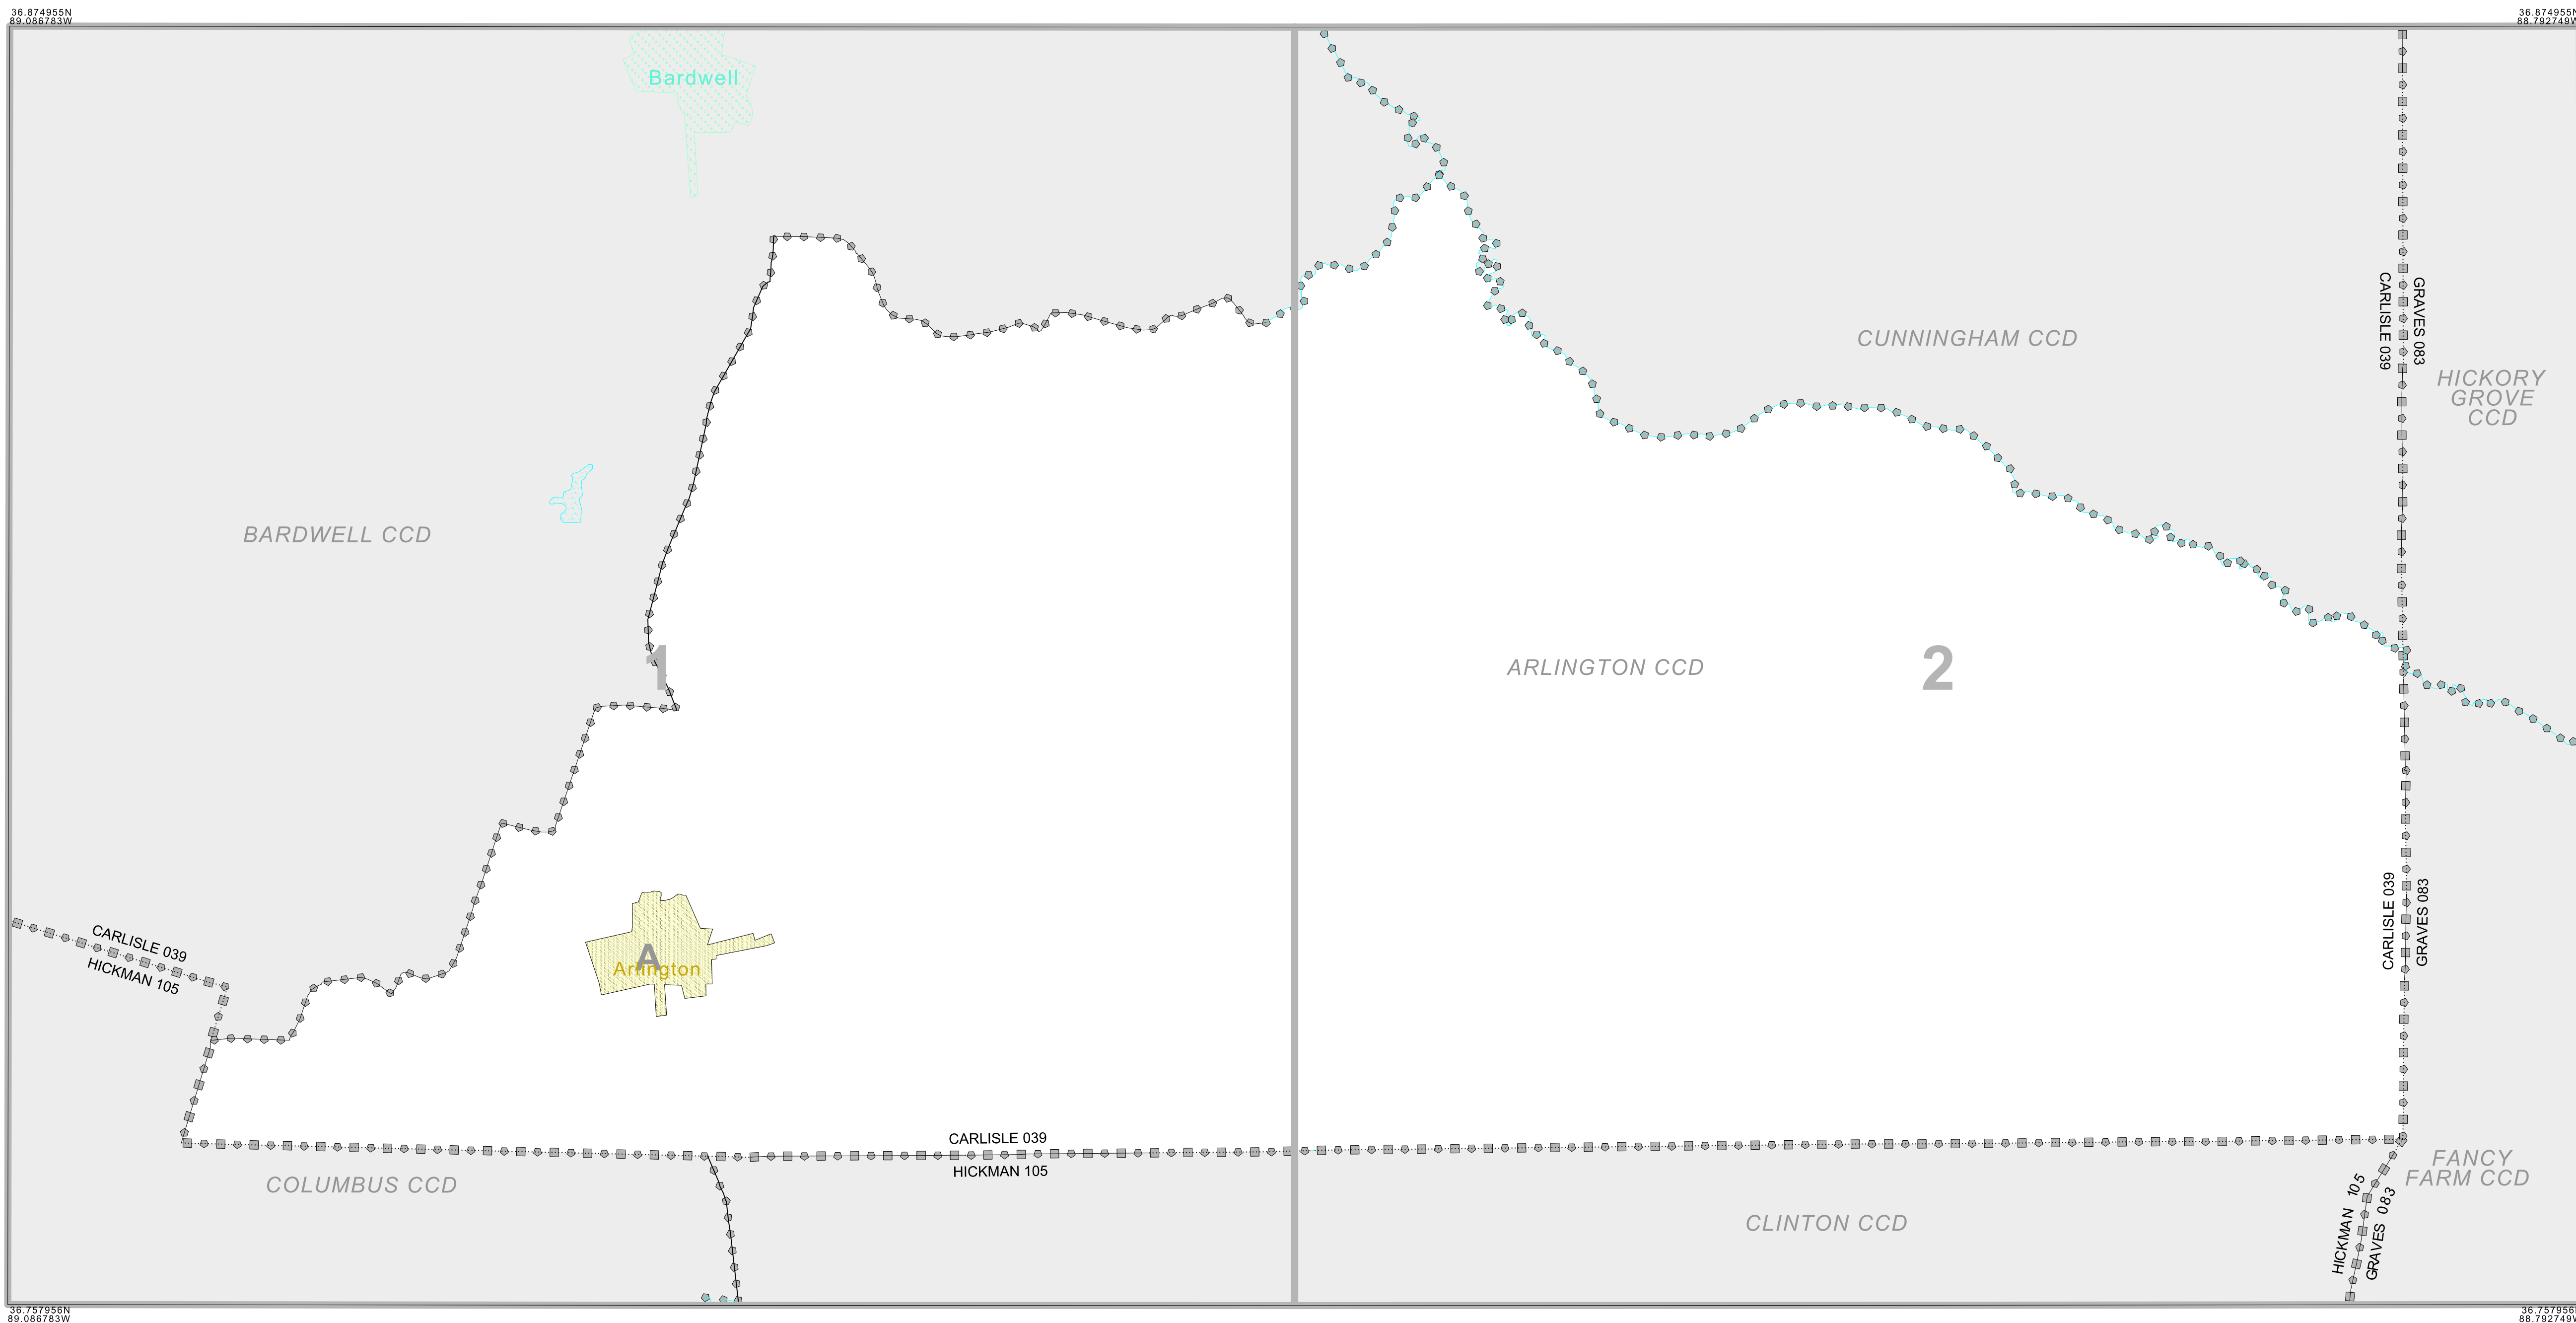 36.874955N
89.086783W
36.874955N
88.792749W
Bardwell
CUNNINGHAM CCD
CARLISLE 039
GRAVES 083
HICKORY
GROVE
CCD
BARDWELL CCD
1
ARLINGTON CCD
2
CARLISLE 039
HICKMAN 105
A
Arlington
CARLISLE 039
GRAVES 083
CARLISLE 039
HICKMAN 105
COLUMBUS CCD
CLINTON CCD
FANCY
FARM CCD
HICKMAN 105
GRAVES 083
36.757956N
89.086783W
36.757956N
88.792749W